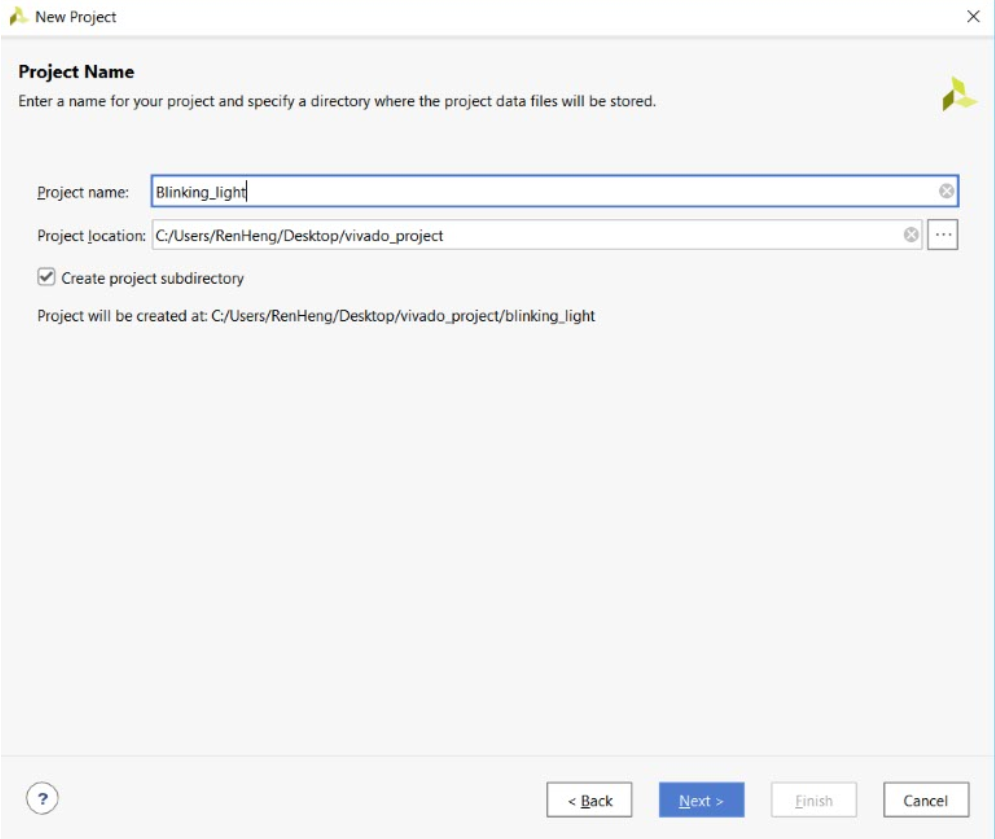 New Project
Project Name
Enter a name for your project and specify a directory where the project data files will be stored.
Project name: Blinking_light
Project location: C:/Users/RenHeng/Desktop/vivado_project ...
Create project subdirectory
Project will be created at: C:/Users/RenHeng/Desktop/vivado_project/blinking_light
? < Back Next > Finish Cancel